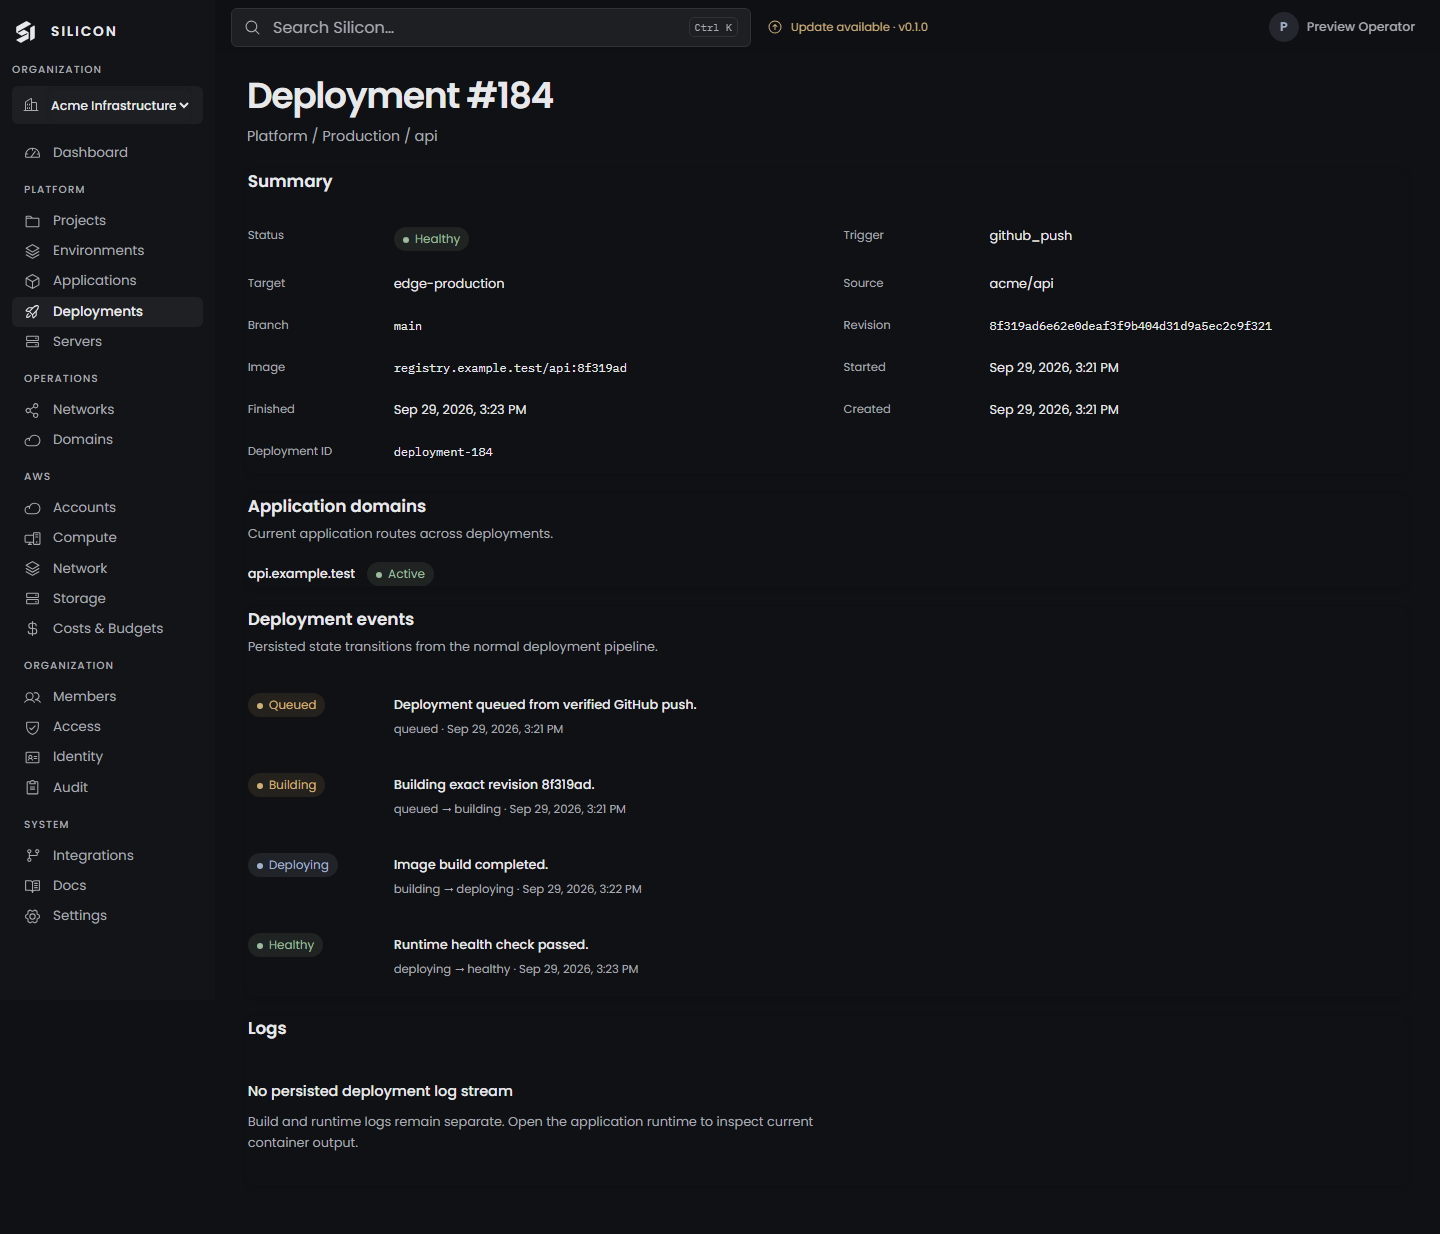 SILICON
ORGANIZATION
Acme Infrastructure
Dashboard
PLATFORM
Projects
Environments
Applications
Deployments
Servers
OPERATIONS
Networks
Domains
AWS
Accounts
Compute
Network
Storage
Costs & Budgets
ORGANIZATION
Members
Access
Identity
Audit
SYSTEM
Integrations
Docs
Settings
Search Silicon...
Ctrl K
Update available · v0.1.0
P
Preview Operator
Deployment #184
Platform / Production / api
Summary
Status
Healthy
Trigger
github_push
Target
edge-production
Source
acme/api
Branch
main
Revision
8f319ad6e62e0deaf3f9b404d31d9a5ec2c9f321
Image
registry.example.test/api:8f319ad
Started
Sep 29, 2026, 3:21 PM
Finished
Sep 29, 2026, 3:23 PM
Created
Sep 29, 2026, 3:21 PM
Deployment ID
deployment-184
Application domains
Current application routes across deployments.
api.example.test
Active
Deployment events
Persisted state transitions from the normal deployment pipeline.
Queued
Deployment queued from verified GitHub push.
queued · Sep 29, 2026, 3:21 PM
Building
Building exact revision 8f319ad.
queued → building · Sep 29, 2026, 3:21 PM
Deploying
Image build completed.
building → deploying · Sep 29, 2026, 3:22 PM
Healthy
Runtime health check passed.
deploying → healthy · Sep 29, 2026, 3:23 PM
Logs
No persisted deployment log stream
Build and runtime logs remain separate. Open the application runtime to inspect current
container output.